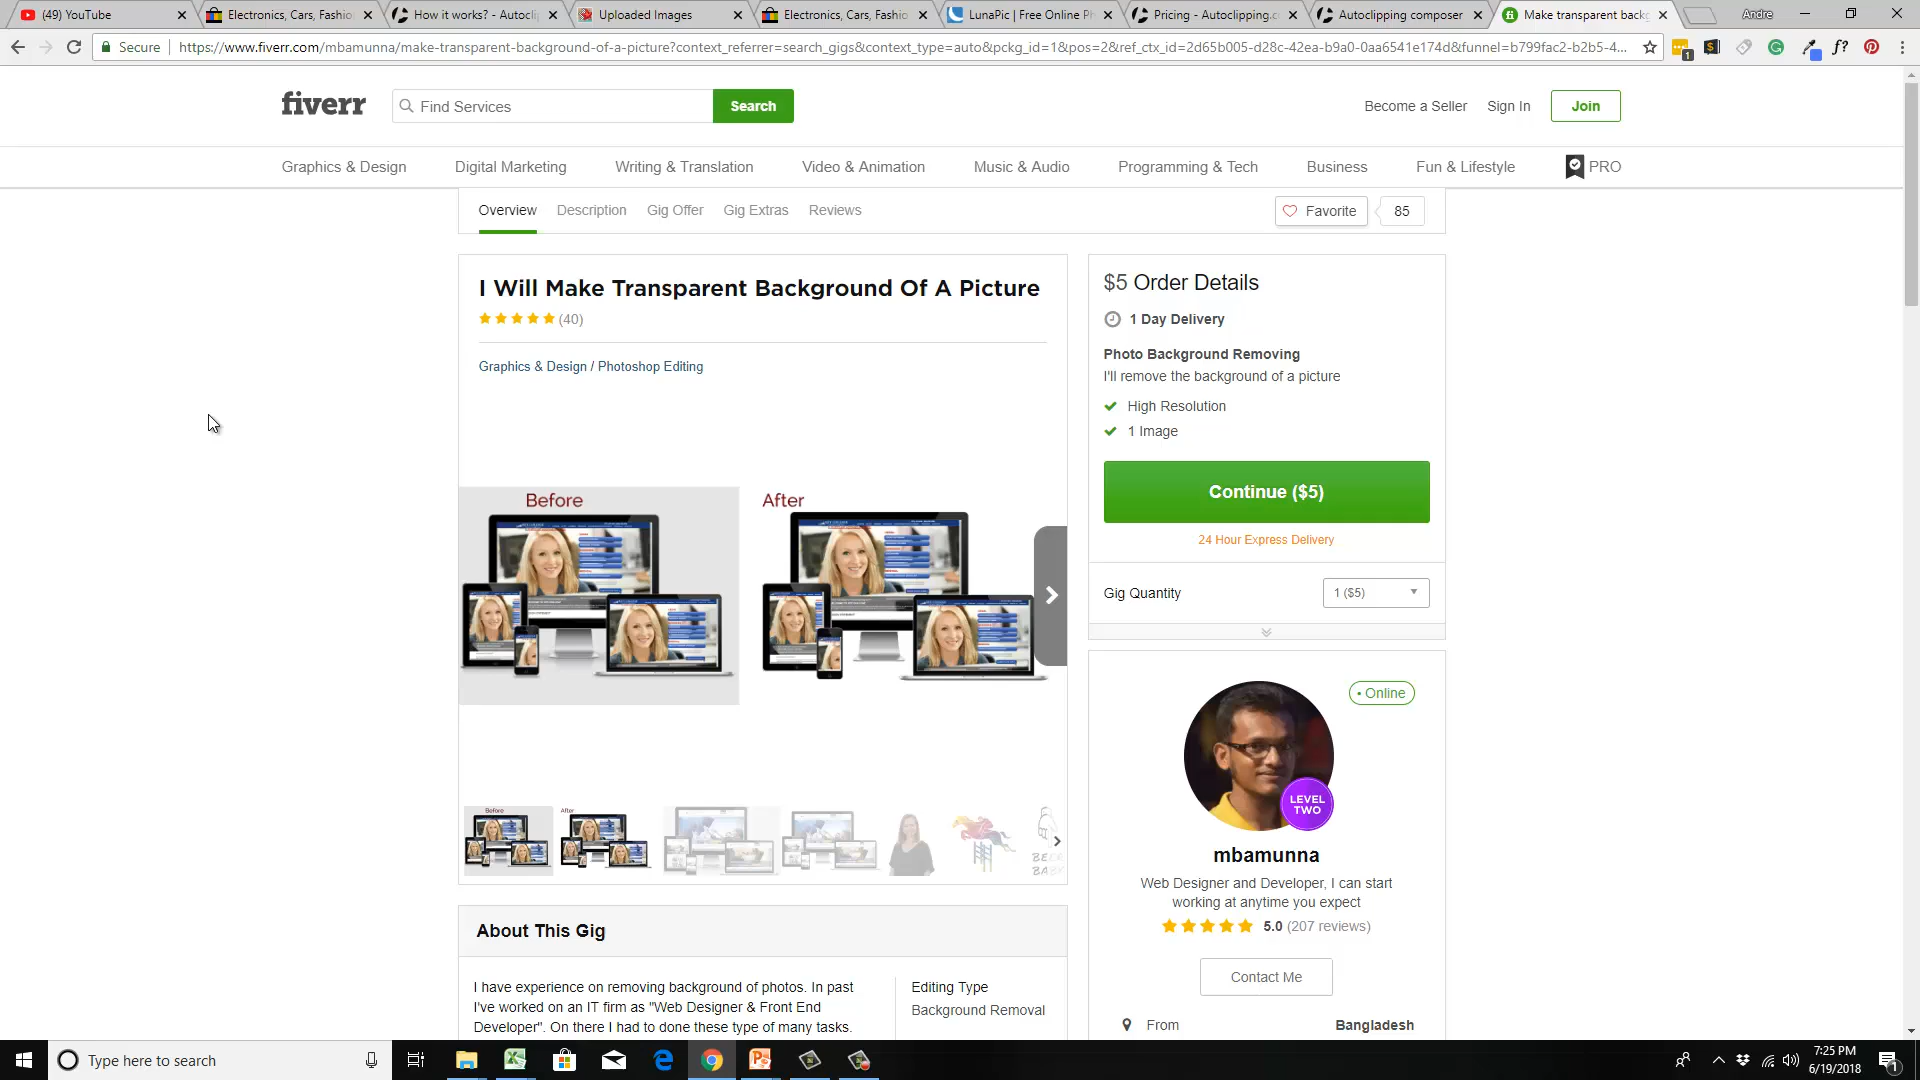 (49) YouTube
Electronics, Cars, Fashio
How it works? - Autocli
Uploaded Images
Electronics, Cars, Fashio
LunaPic | Free Online Ph
Pricing - Autoclipping.c
Autoclipping composer
Make transparent back
Andre
Secure
https://www.fiverr.com/mbamunna/make-transparent-background-of-a-picture?context_referrer=search_gigs&context_type=auto&pckg_id=1&pos=2&ref_ctx_id=2d65b005-d28c-42ea-b9a0-0aa6541e174d&funnel=b799fac2-b2b5-4...
1
f?
fiverr
Find Services
Search
Become a Seller
Sign In
Join
Graphics & Design
Digital Marketing
Writing & Translation
Video & Animation
Music & Audio
Programming & Tech
Business
Fun & Lifestyle
PRO
Overview
Description
Gig Offer
Gig Extras
Reviews
Favorite
85
I Will Make Transparent Background Of A Picture
(40)
Graphics & Design / Photoshop Editing
Before
After
Before
After
About This Gig
I have experience on removing background of photos. In past
I've worked on an IT firm as "Web Designer & Front End
Developer". On there I had to done these type of many tasks.
Editing Type
Background Removal
$5 Order Details
1 Day Delivery
Photo Background Removing
I'll remove the background of a picture
High Resolution
1 Image
Continue ($5)
24 Hour Express Delivery
Gig Quantity
1 ($5)
• Online
LEVEL
TWO
mbamunna
Web Designer and Developer, I can start
working at anytime you expect
5.0 (207 reviews)
Contact Me
From
Bangladesh
Type here to search
7:25 PM
6/19/2018
1